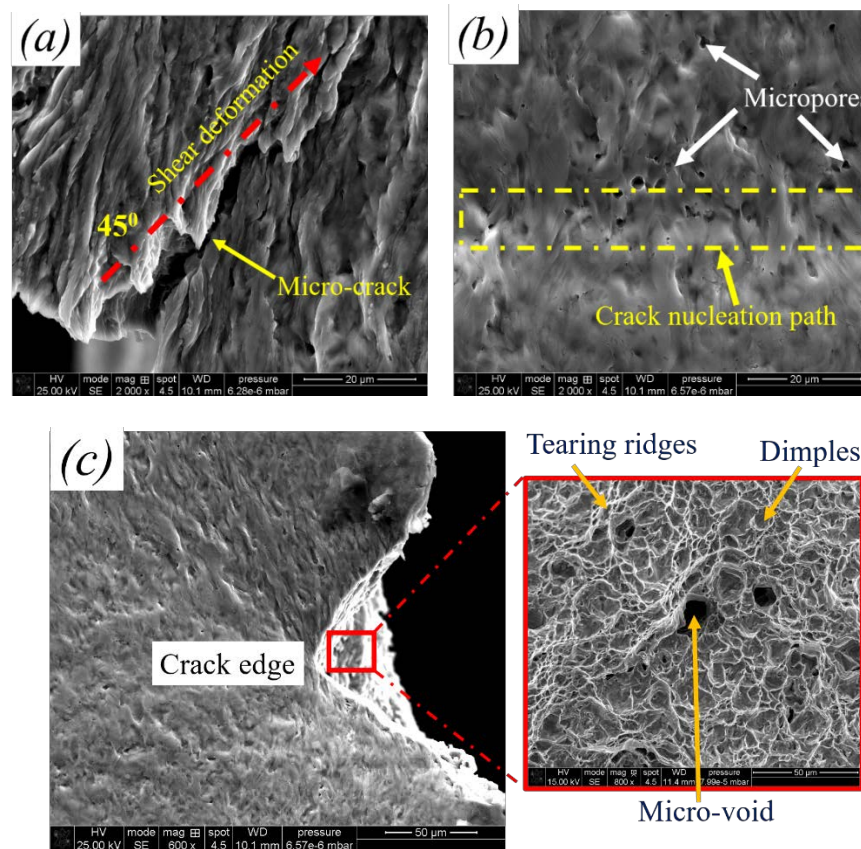 (a)
Shear deformation
45⁰
Micro-crack
HV mode mag ⊞ spot WD pressure 20 µm
25.00 kV SE 2 000 x 4.5 10.1 mm 6.28e-6 mbar
(b)
Micropores
Crack nucleation path
HV mode mag ⊞ spot WD pressure 20 µm
25.00 kV SE 2 000 x 4.5 10.1 mm 6.57e-6 mbar
(c)
Crack edge
HV mode mag ⊞ spot WD pressure 50 µm
25.00 kV SE 600 x 4.5 10.1 mm 6.57e-6 mbar
Tearing ridges Dimples
HV mode mag ⊞ spot WD pressure 50 µm
15.00 kV SE 800 x 4.5 11.4 mm 7.99e-5 mbar
Micro-void